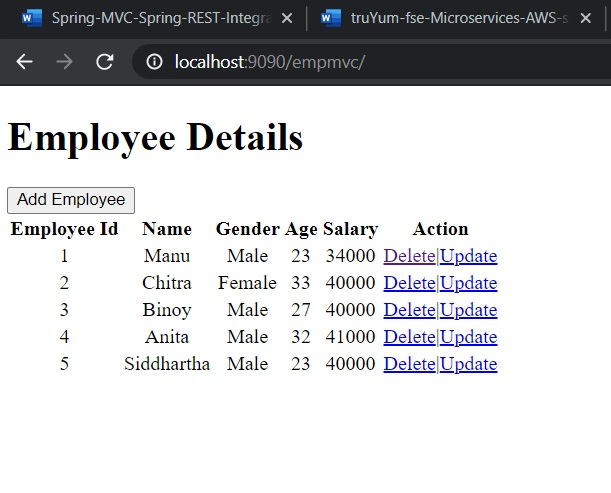 Spring-MVC-Spring-REST-Integra truYum-fse-Microservices-AWS-s
localhost:9090/empmvc/
Employee Details
Add Employee
Employee Id Name Gender Age Salary Action
1 Manu Male 23 34000 Delete|Update
2 Chitra Female 33 40000 Delete|Update
3 Binoy Male 27 40000 Delete|Update
4 Anita Male 32 41000 Delete|Update
5 Siddhartha Male 23 40000 Delete|Update